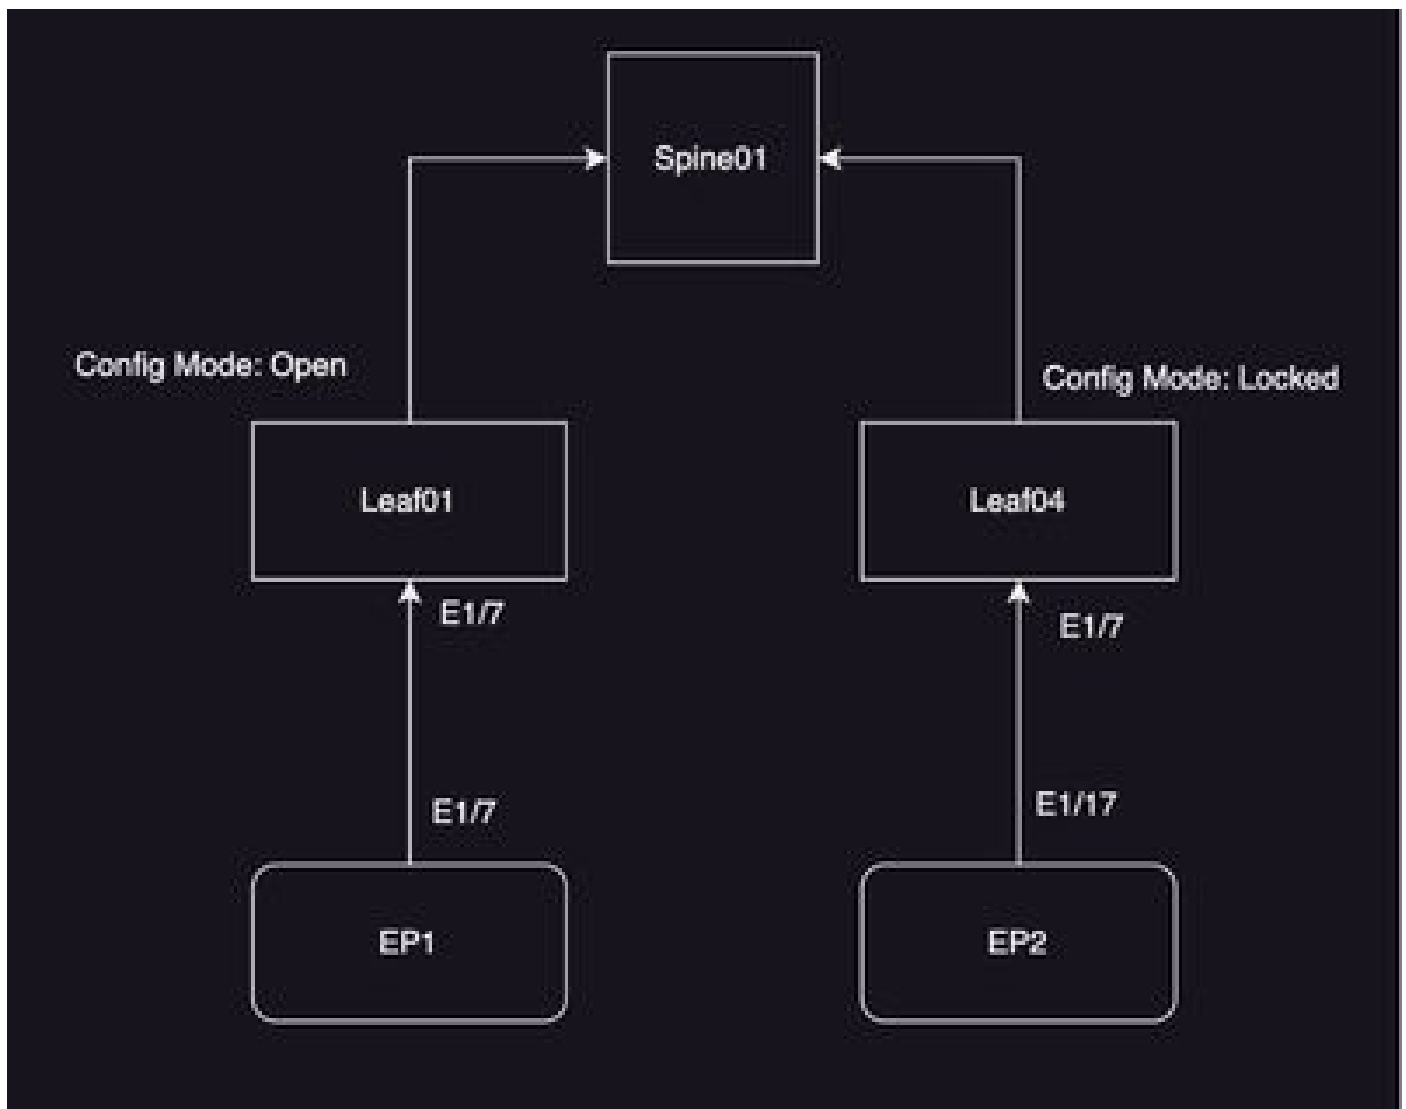 Spine01
Config Mode: Open
Config Mode: Locked
Leaf01
Leaf04
E1/7
E1/7
E1/7
E1/17
EP1
EP2